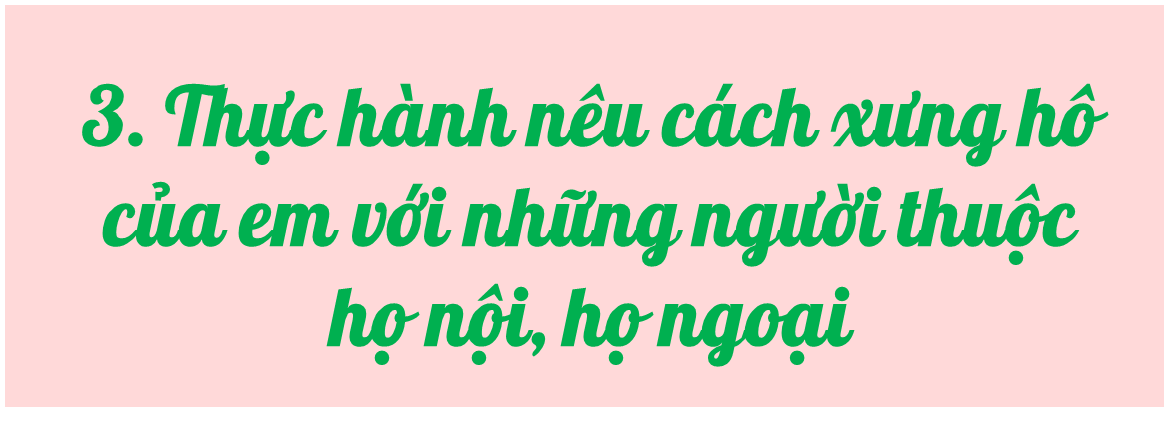 3. Thực hành nêu cách xưng hô
của em với những người thuộc
họ nội, họ ngoại